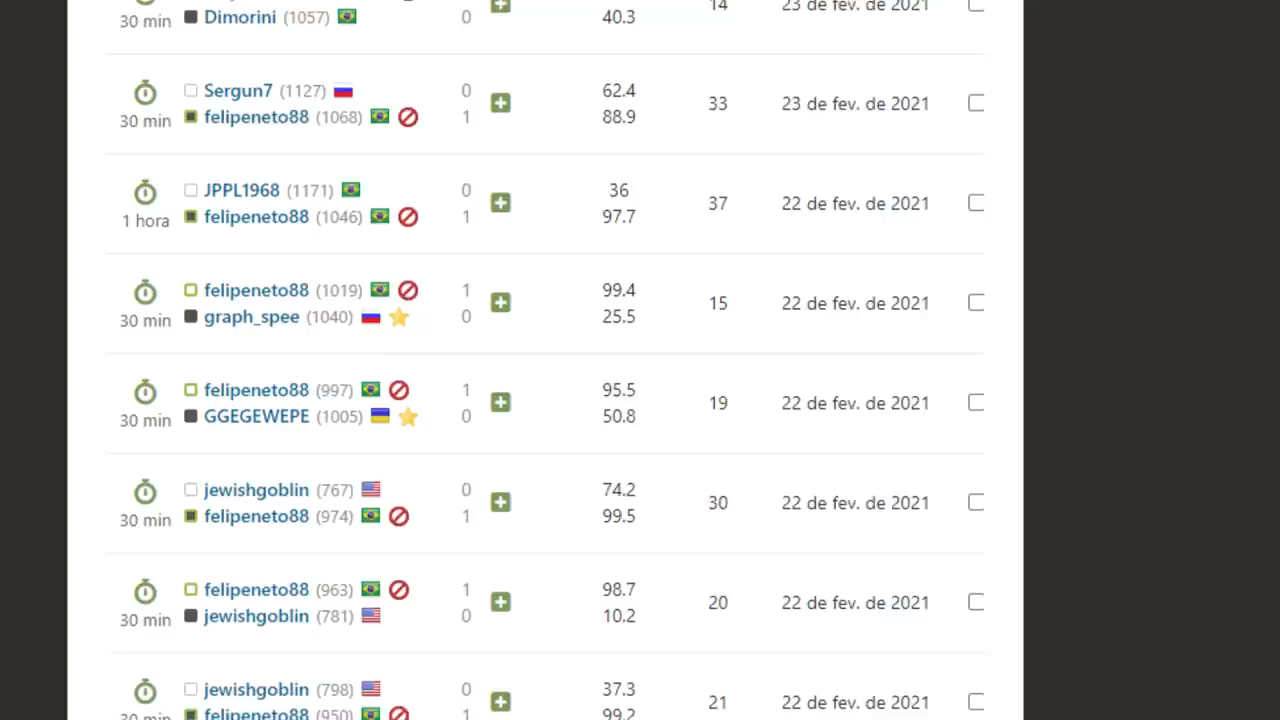 30 min Dimorini (1057) 0 40.3 14 23 de fev. de 2021
Sergun7 (1127) 0 62.4
30 min felipeneto88 (1068) 1 88.9 33 23 de fev. de 2021
JPPL1968 (1171) 0 36
1 hora felipeneto88 (1046) 1 97.7 37 22 de fev. de 2021
felipeneto88 (1019) 1 99.4
30 min graph_spee (1040) 0 25.5 15 22 de fev. de 2021
felipeneto88 (997) 1 95.5
30 min GGEGEWEPE (1005) 0 50.8 19 22 de fev. de 2021
jewishgoblin (767) 0 74.2
30 min felipeneto88 (974) 1 99.5 30 22 de fev. de 2021
felipeneto88 (963) 1 98.7
30 min jewishgoblin (781) 0 10.2 20 22 de fev. de 2021
jewishgoblin (798) 0 37.3
30 min felipeneto88 (950) 1 99.2 21 22 de fev. de 2021